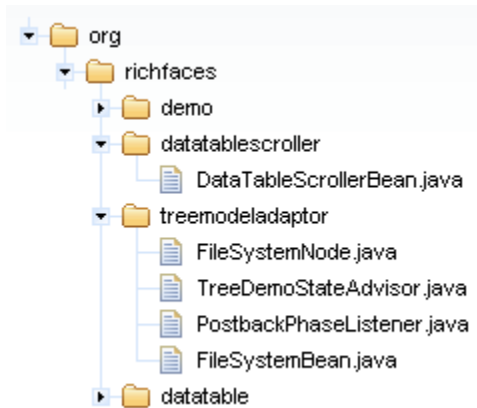 org
richfaces
demo
datatablescroller
DataTableScrollerBean.java
treemodeladaptor
FileSystemNode.java
TreeDemoStateAdvisor.java
PostbackPhaseListener.java
FileSystemBean.java
datatable